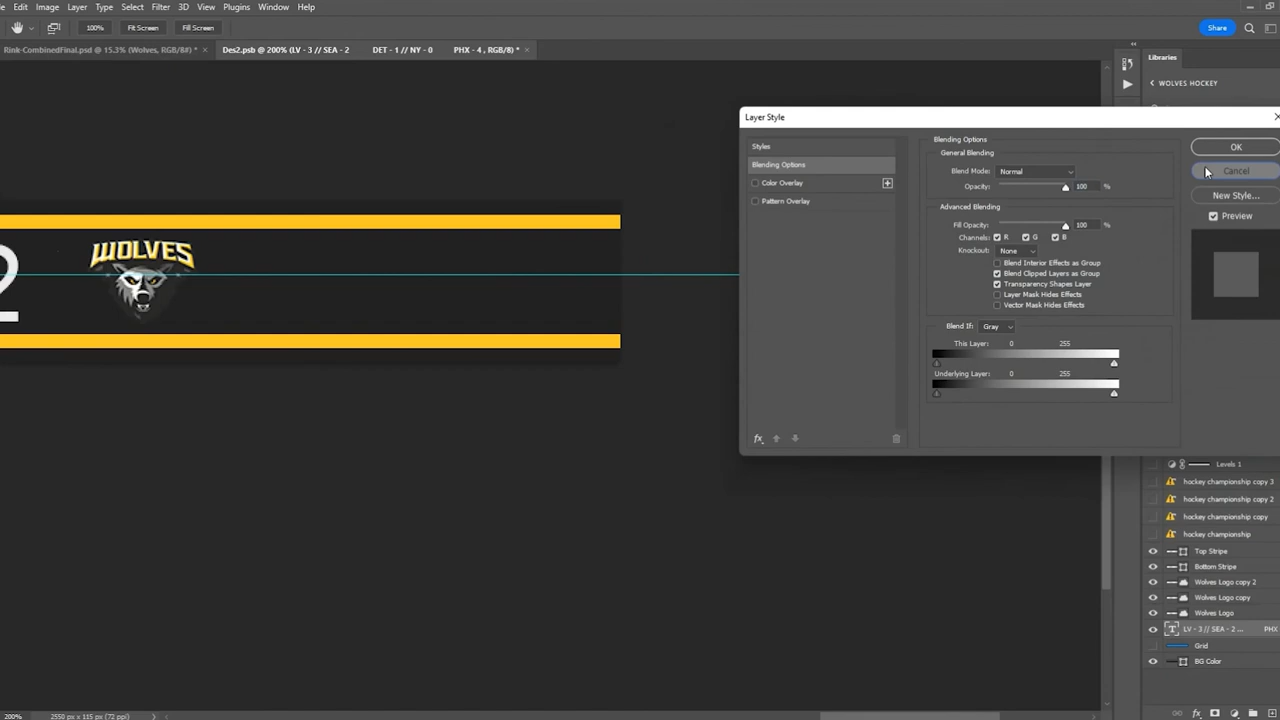 Edit Image Layer Type Select Filter 3D View Plugins Window Help
100% Fit Screen Fill Screen Share
Rink-CombinedFinal.psd @ 15.3% (Wolves, RGB/8#) * × Des2.psb @ 200% (LV - 3 // SEA - 2 DET - 1 // NY - 0 PHX - 4 , RGB/8) * ×
Libraries
WOLVES HOCKEY
Layer Style
Styles
Blending Options
Color Overlay
Pattern Overlay
fx
Blending Options
General Blending
Blend Mode: Normal
Opacity: 100 %
Advanced Blending
Fill Opacity: 100 %
Channels: R G B
Knockout: None
Blend Interior Effects as Group
Blend Clipped Layers as Group
Transparency Shapes Layer
Layer Mask Hides Effects
Vector Mask Hides Effects
Blend If: Gray
This Layer: 0 255
Underlying Layer: 0 255
OK
Cancel
New Style...
Preview
2
WOLVES
Levels 1
hockey championship copy 3
hockey championship copy 2
hockey championship copy
hockey championship
Top Stripe
Bottom Stripe
Wolves Logo copy 2
Wolves Logo copy
Wolves Logo
T LV - 3 // SEA - 2 ... PHX
Grid
BG Color
fx
200% 2550 px x 115 px (72 ppi)